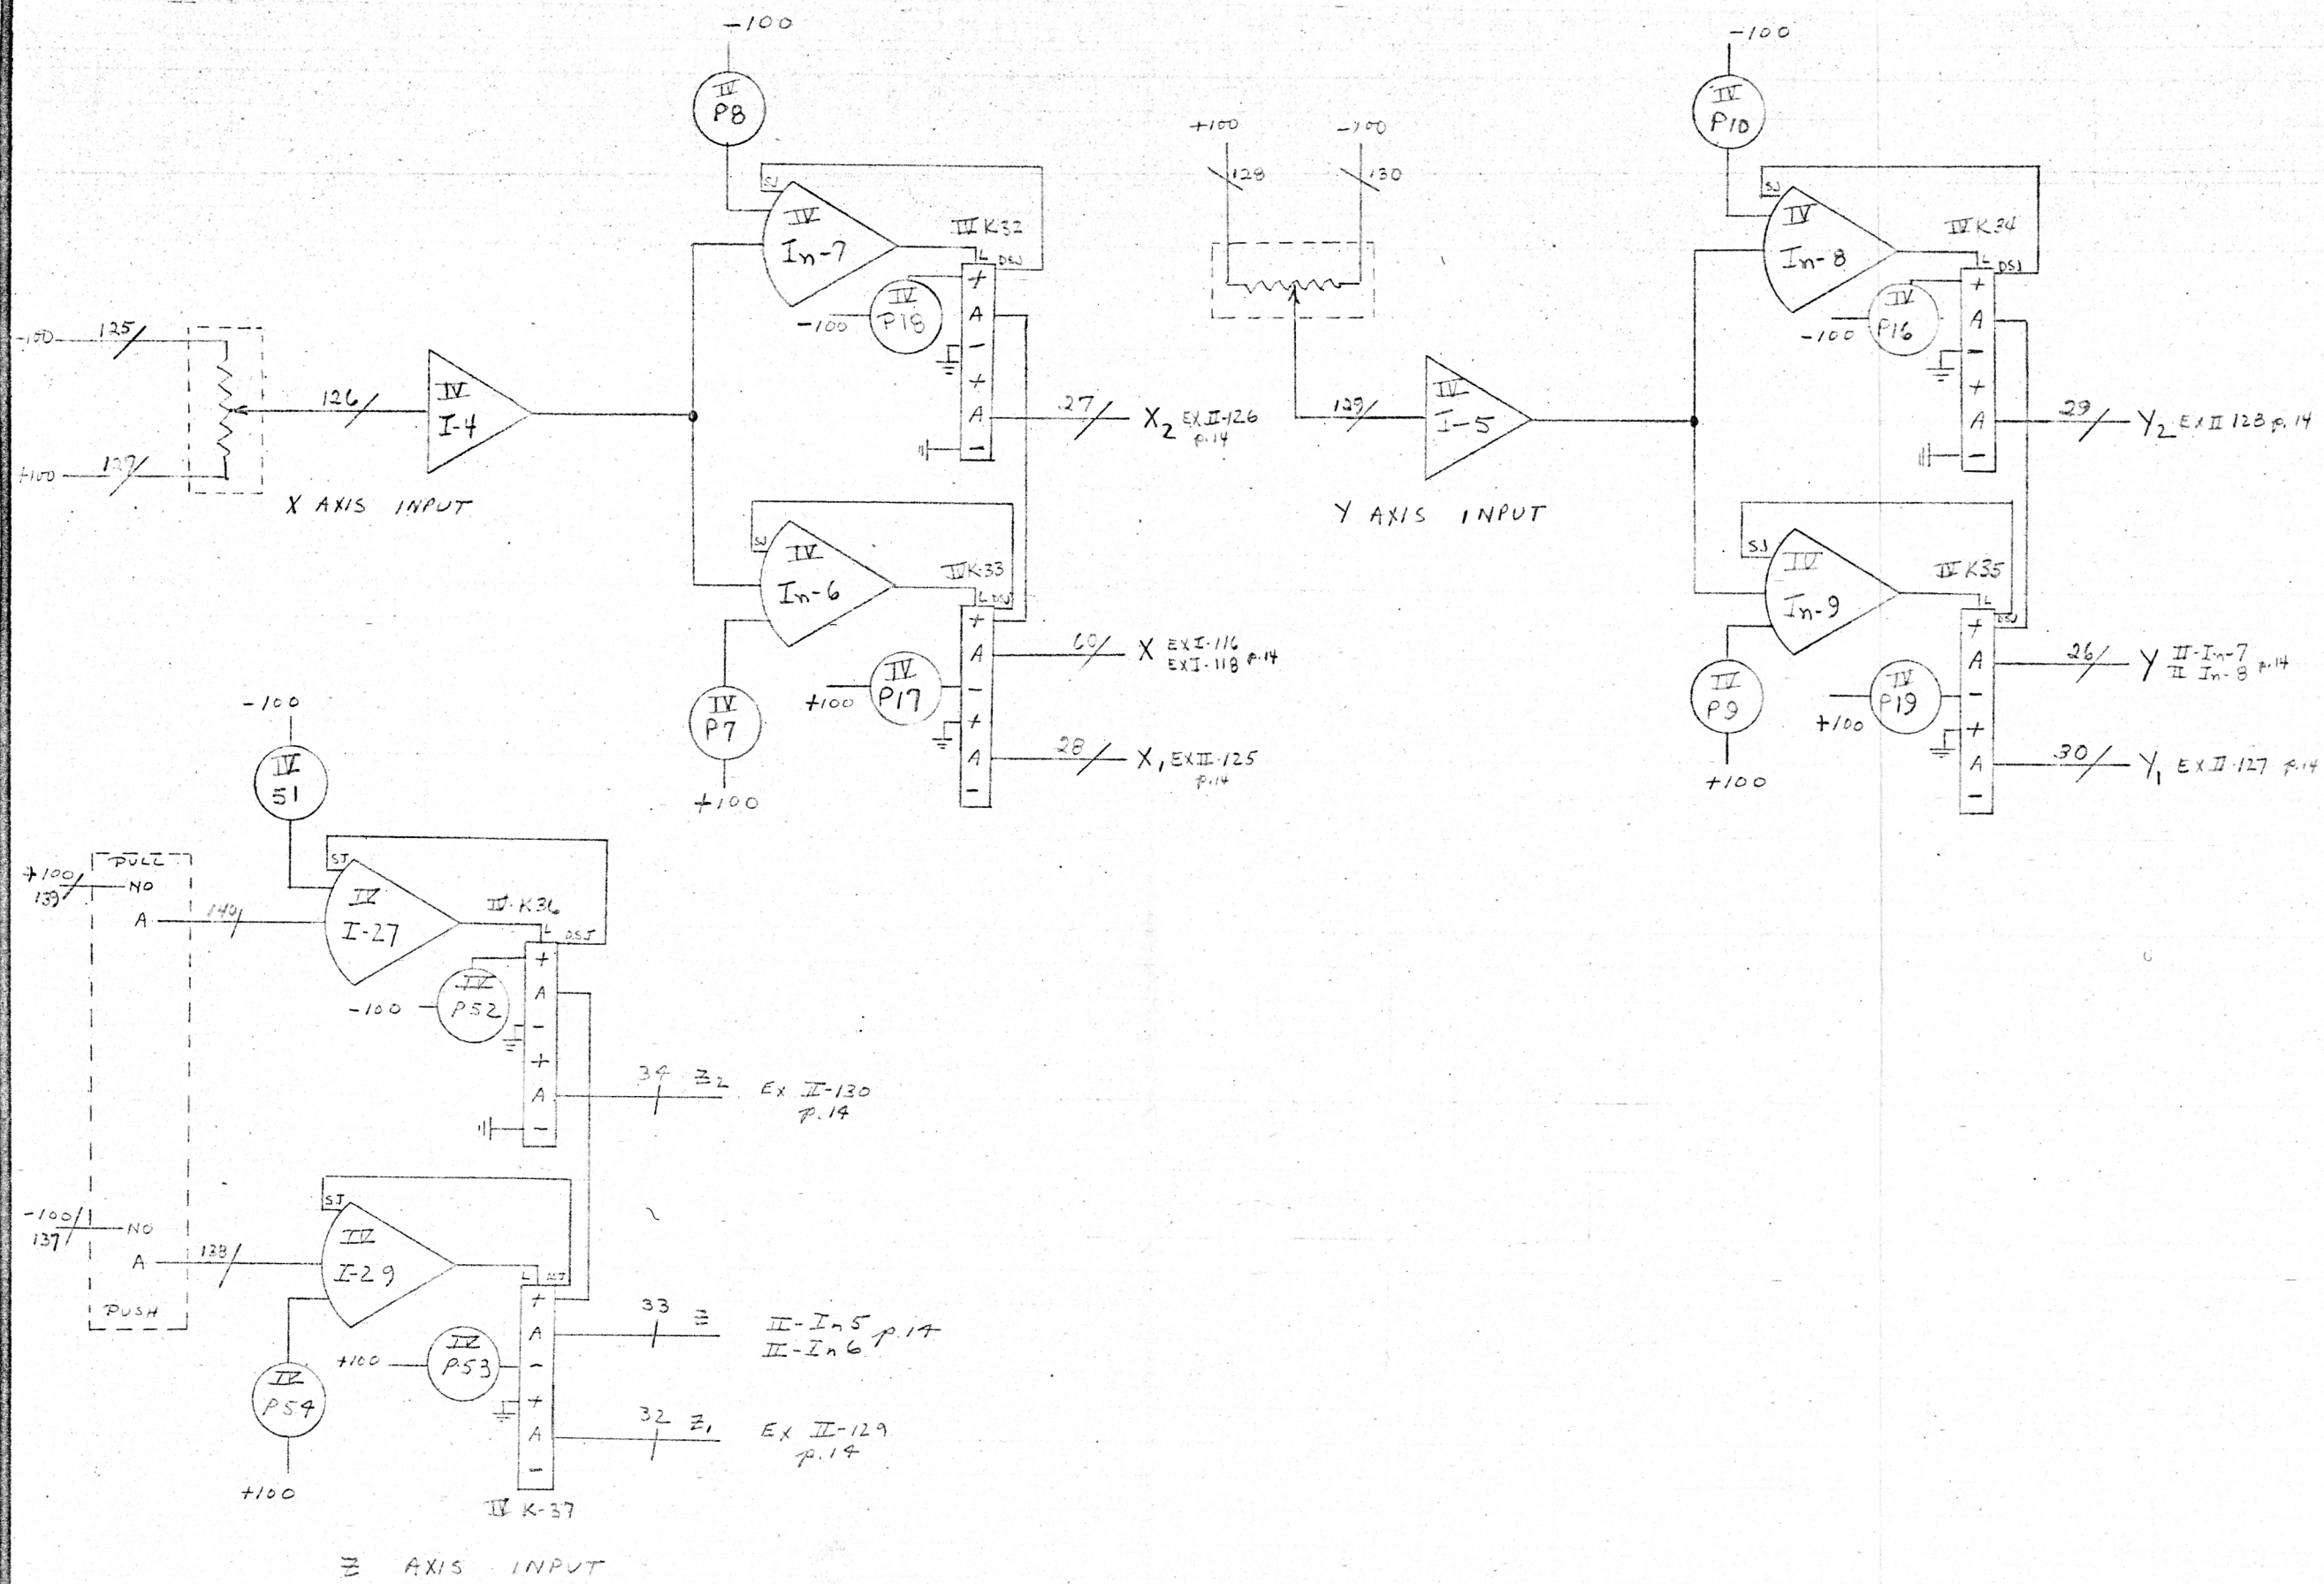 -100
IV
P8
SJ
IV
In-7
IV K32
L DSJ
+
A
-
+
A
-
-100
IV
P18
-100
125
126
+100
127
IV
I-4
X AXIS INPUT
27
X2 EX II-126
p.14
SJ
IV
In-6
IV K-33
L DSJ
+
A
-
+
A
-
60
X EX I-116
EX I-118 p.14
+100
IV
P17
IV
P7
+100
28
X1 EX II-125
p.14
+100
-100
128
130
129
IV
I-5
Y AXIS INPUT
-100
IV
P10
SJ
IV
In-8
IV K34
L DSJ
+
A
-
+
A
-
-100
IV
P16
29
Y2 EX II 128 p.14
SJ
IV
In-9
IV K35
L
DSJ
+
A
-
+
A
-
26
Y II-In-7
II In-8 p.14
IV
P9
+100
+100
IV
P19
30
Y1 EX II-127 p.14
-100
IV
51
PULL
+100
139
NO
A
140
SJ
IV
I-27
IV-K36
L DSJ
+
A
-
+
A
-
-100
IV
P52
34 Z2
Ex II-130
p.14
-100
137
NO
A
138
PUSH
SJ
IV
I-29
L DSJ
+
A
-
+
A
-
33 Z
II-In5
II-In6 p.14
+100
IV
P53
IV
P54
+100
32 Z1
Ex II-129
p.14
IV K-37
Z AXIS INPUT